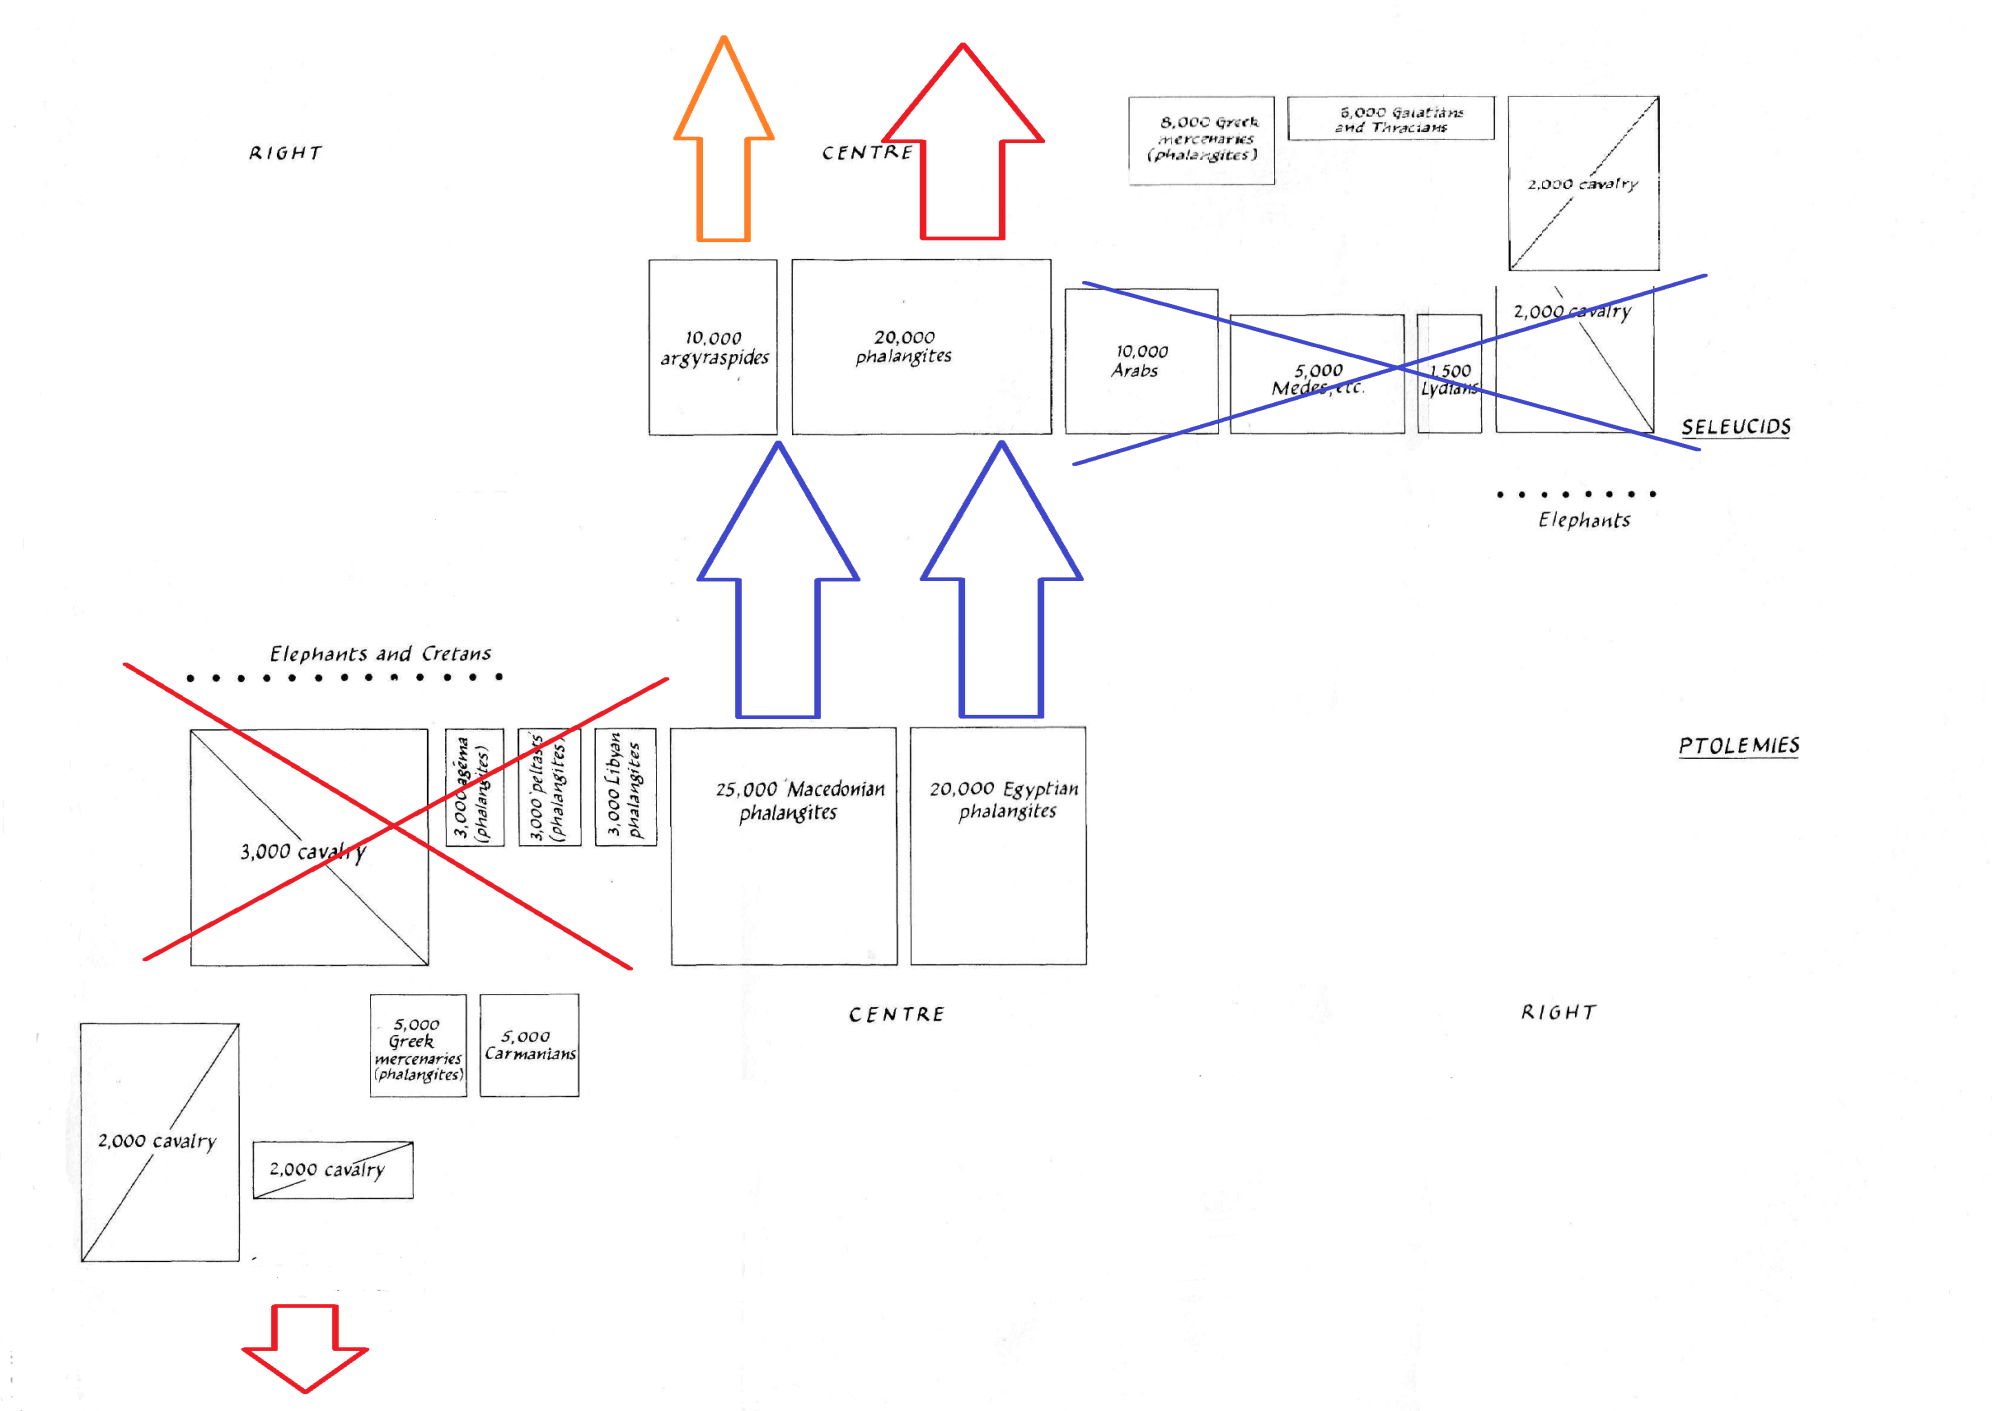 RIGHT
CENTRE
8,000 Greek
mercenaries
(phalangites)
6,000 Galatians
and Thracians
2,000 cavalry
10,000
argyraspides
20,000
phalangites
10,000
Arabs
5,000
Medes, etc.
1,500
Lydians
2,000 cavalry
SELEUCIDS
Elephants
Elephants and Cretans
3,000 cavalry
3,000 agema
(phalangites)
3,000 'peltasts'
(phalangites)
3,000 Libyan
phalangites
25,000 'Macedonian
phalangites
20,000 Egyptian
phalangites
PTOLEMIES
CENTRE
RIGHT
5,000
Greek
mercenaries
(phalangites)
5,000
Carmanians
2,000 cavalry
2,000 cavalry